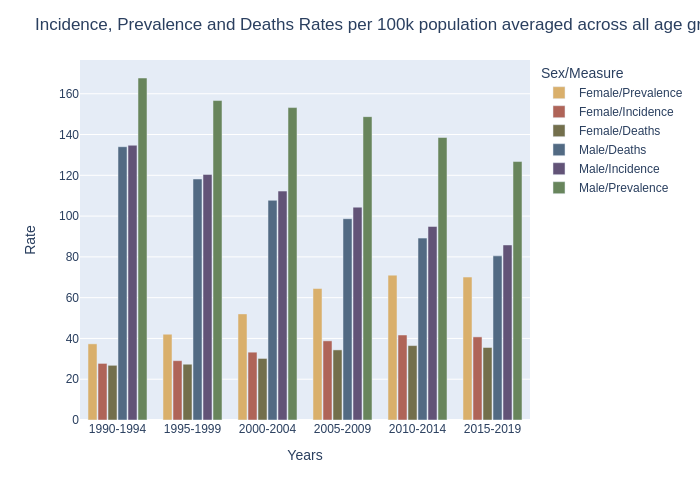 Incidence, Prevalence and Deaths Rates per 100k population averaged across all age gr
Sex/Measure
Female/Prevalence
Female/Incidence
Female/Deaths
Male/Deaths
Male/Incidence
Male/Prevalence
Rate
160
140
120
100
80
60
40
20
0
1990-1994 1995-1999 2000-2004 2005-2009 2010-2014 2015-2019
Years